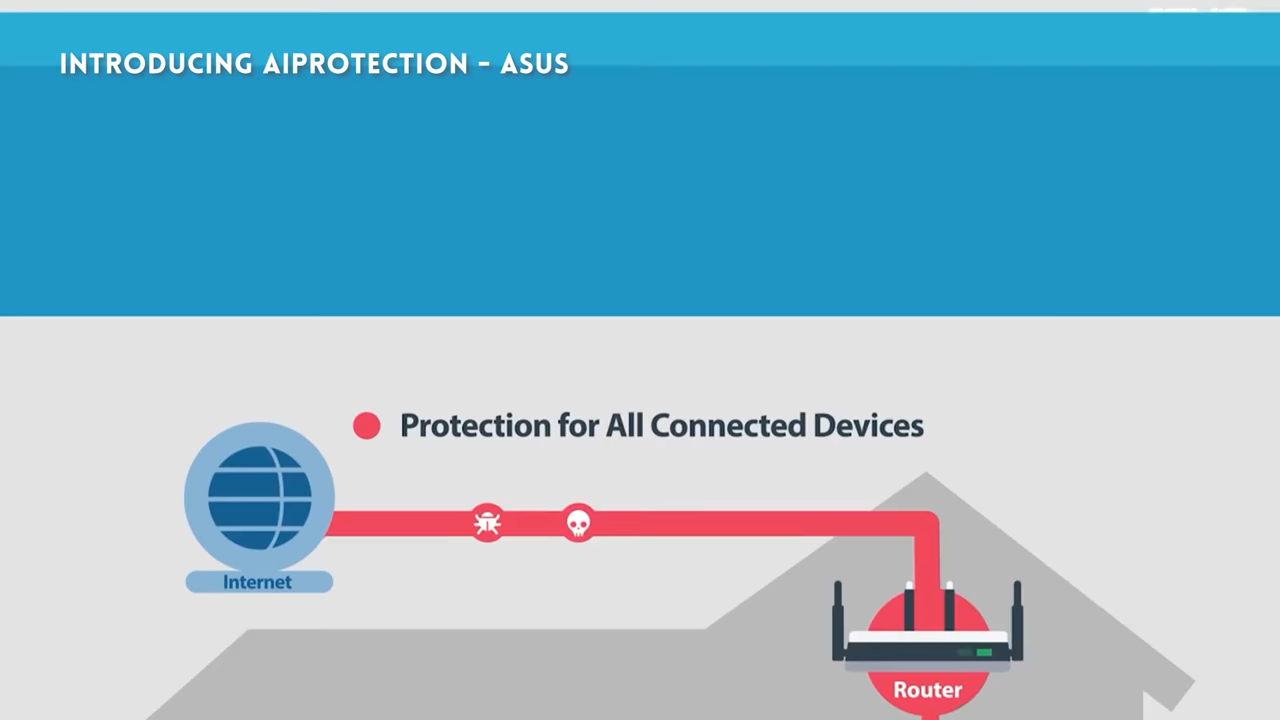 INTRODUCING AIPROTECTION - ASUS
Protection for All Connected Devices
Internet
Router